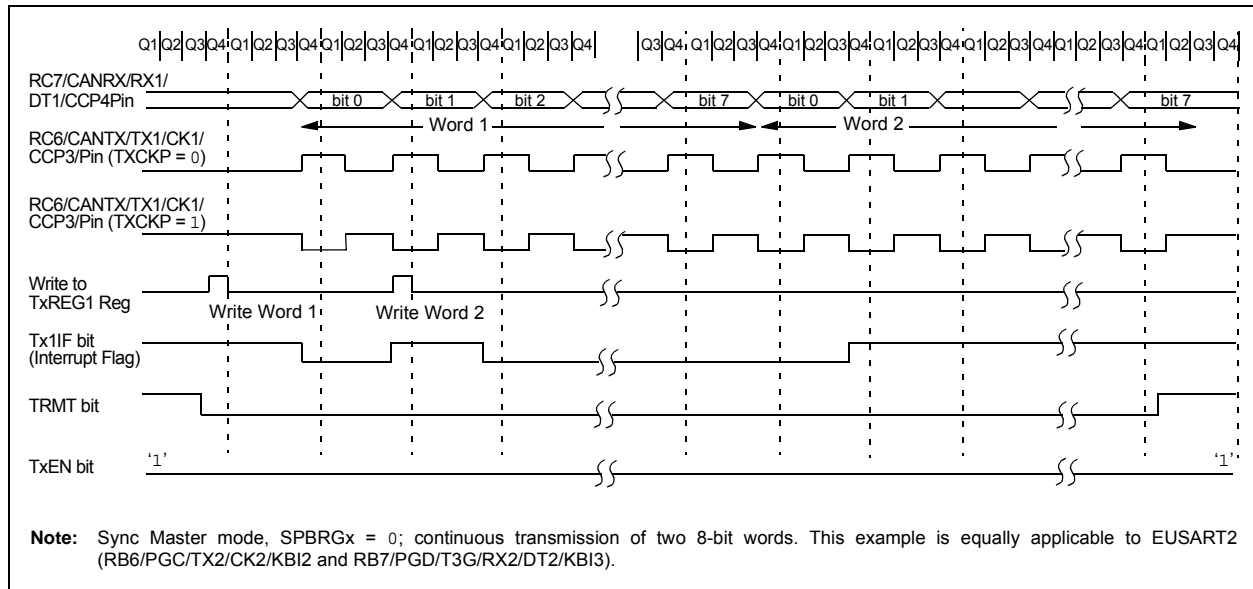 Q1 Q2 Q3 Q4 Q1 Q2 Q3 Q4 Q1 Q2 Q3 Q4 Q1 Q2 Q3 Q4 Q1 Q2 Q3 Q4 Q3 Q4 Q1 Q2 Q3 Q4 Q1 Q2 Q3 Q4 Q1 Q2 Q3 Q4 Q1 Q2 Q3 Q4 Q1 Q2 Q3 Q4 Q1 Q2 Q3 Q4
RC7/CANRX/RX1/
DT1/CCP4Pin
bit 0 bit 1 bit 2 bit 7 bit 0 bit 1 bit 7
Word 1 Word 2
RC6/CANTX/TX1/CK1/
CCP3/Pin (TXCKP = 0)
RC6/CANTX/TX1/CK1/
CCP3/Pin (TXCKP = 1)
Write to
TxREG1 Reg
Write Word 1 Write Word 2
Tx1IF bit
(Interrupt Flag)
TRMT bit
TxEN bit
‘1’ ‘1’
Note: Sync Master mode, SPBRGx = 0; continuous transmission of two 8-bit words. This example is equally applicable to EUSART2
(RB6/PGC/TX2/CK2/KBI2 and RB7/PGD/T3G/RX2/DT2/KBI3).